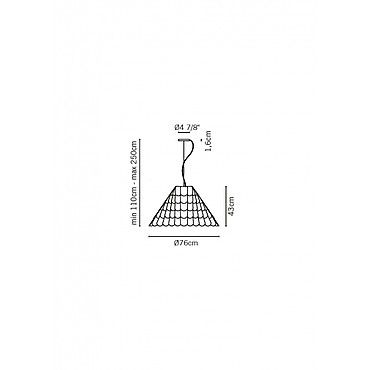 Ø4 7/8"
1,6cm
min 110cm - max 250cm
43cm
Ø76cm